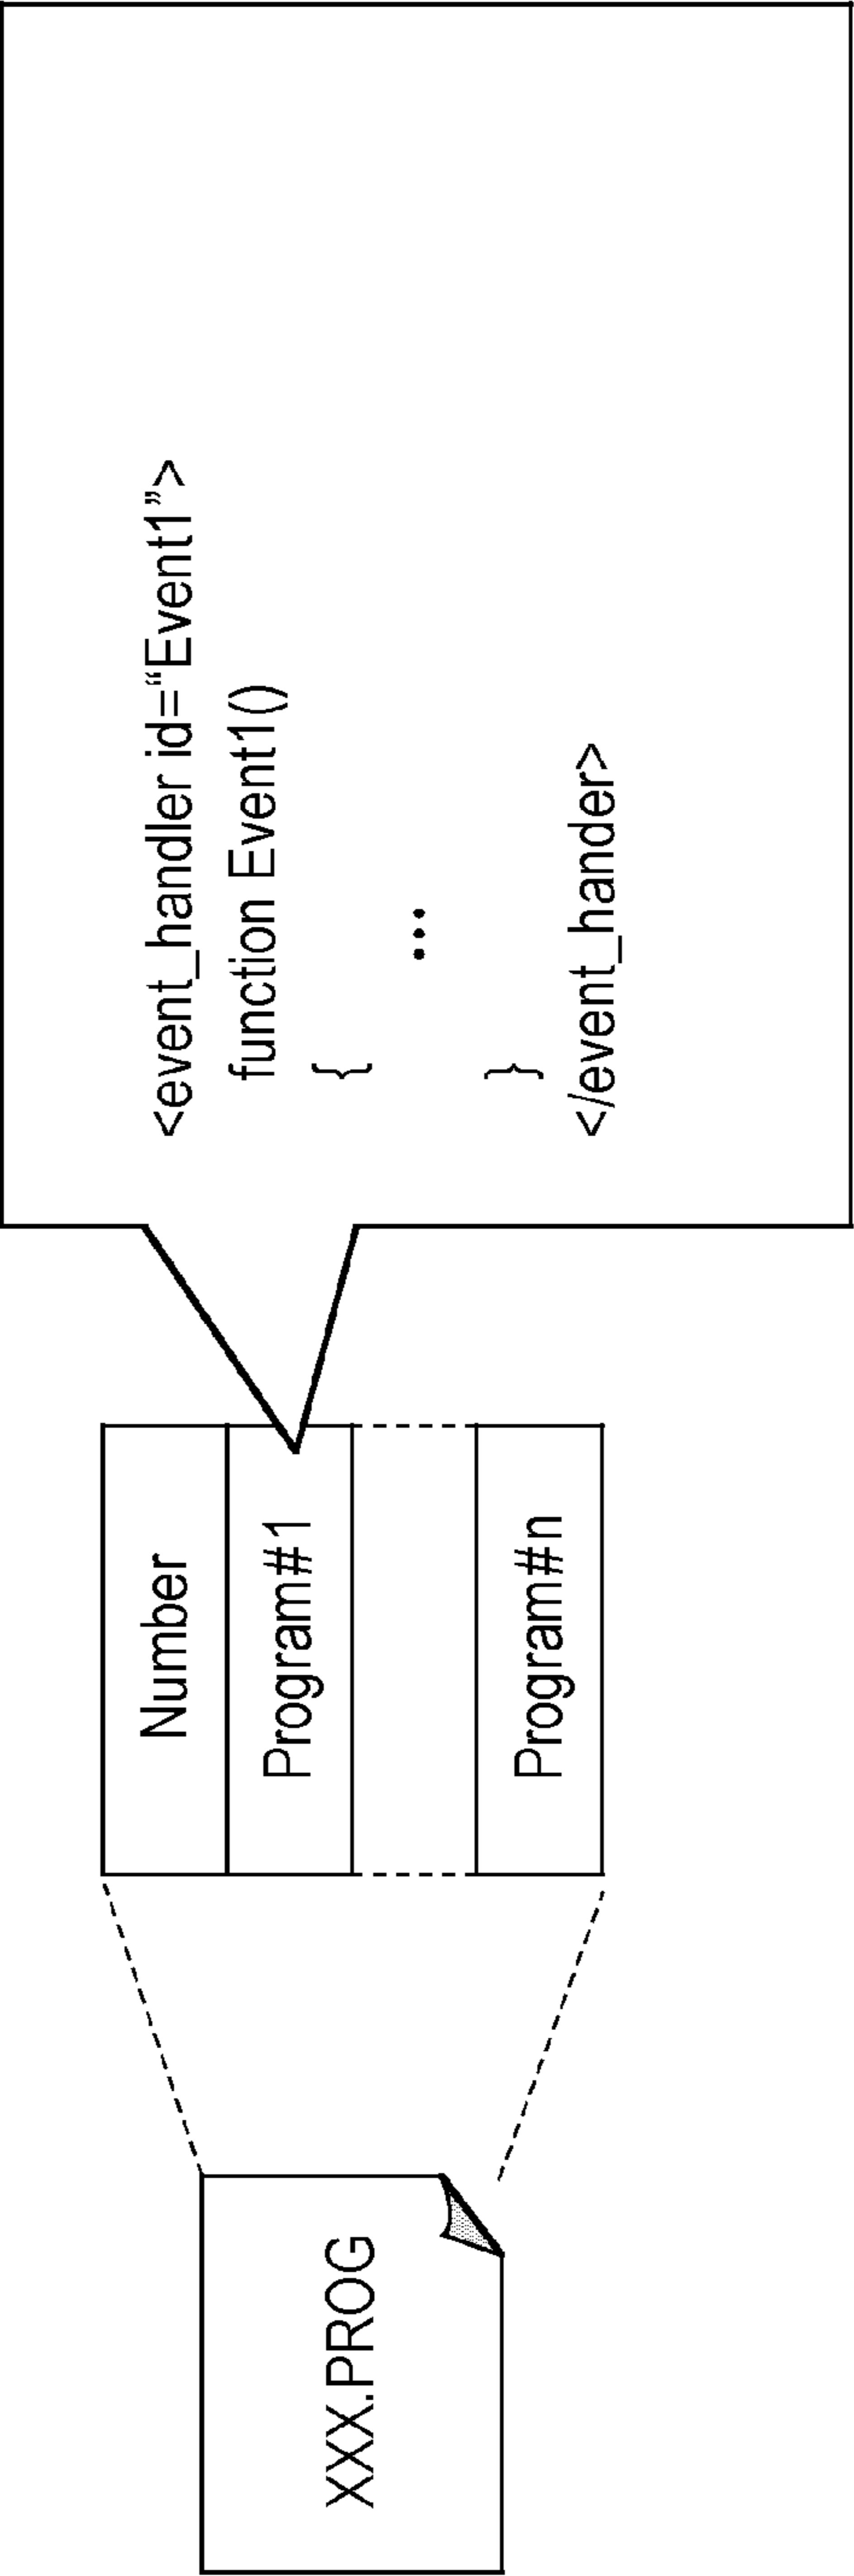 XXX.PROG
Number
Program#1
Program#n
<event_handler id=“Event1”>
function Event1()
{
...
}
</event_hander>